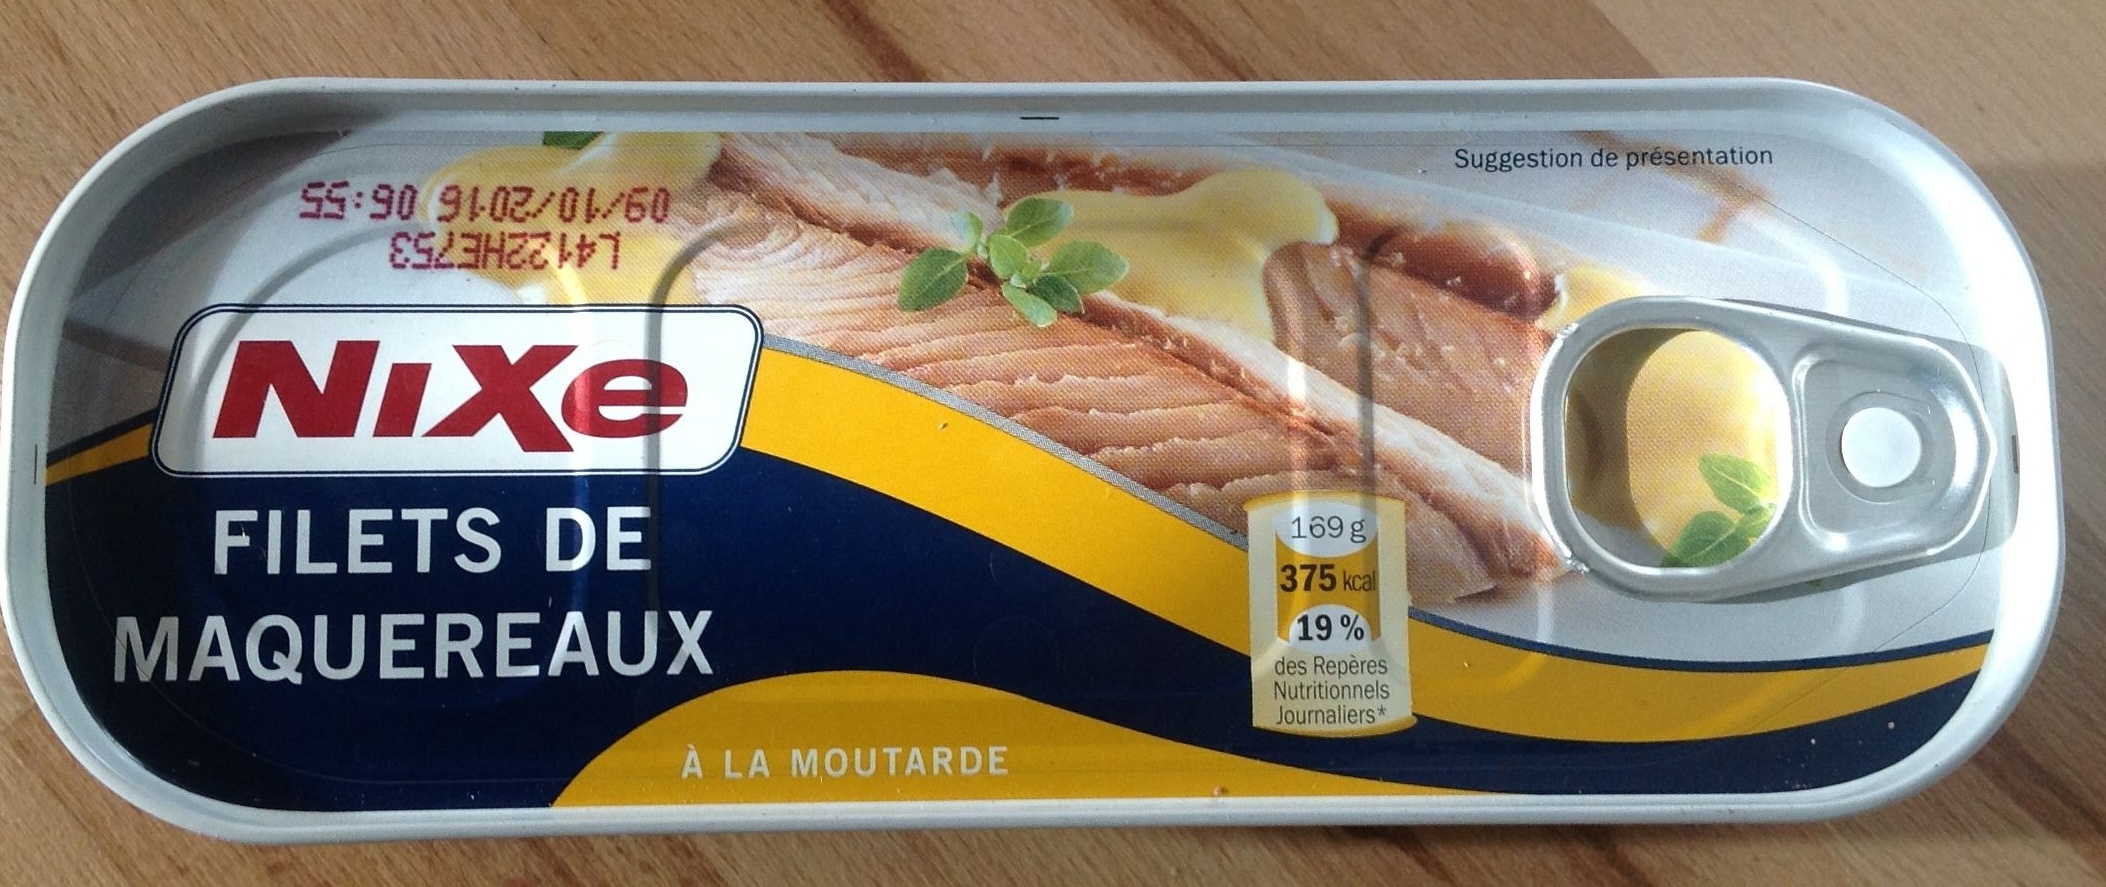 Suggestion de présentation
09/10/2016 06:55
L4122HE753
NiXe
FILETS DE
MAQUEREAUX
À LA MOUTARDE
169 g
375 kcal
19 %
des Repères
Nutritionnels
Journaliers*